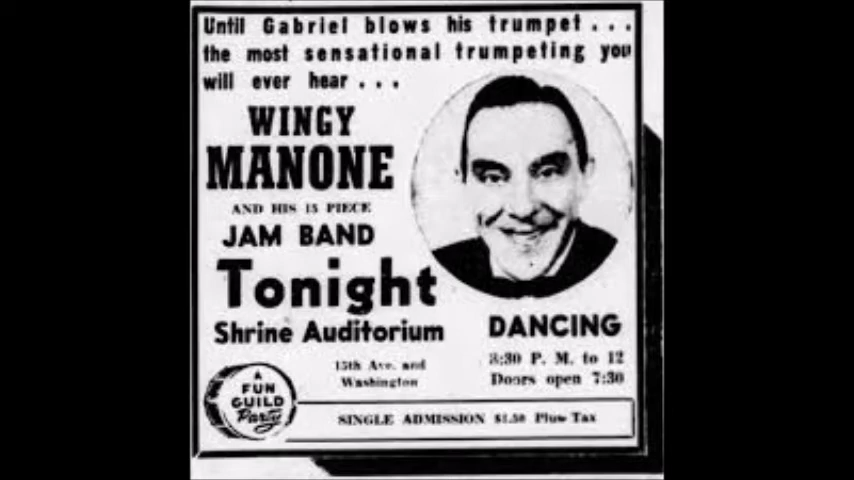 Until Gabriel blows his trumpet . . .
the most sensational trumpeting you
will ever hear . . .
WINGY
MANONE
AND HIS 15 PIECE
JAM BAND
Tonight
Shrine Auditorium
15th Ave. and
Washington
DANCING
8:30 P. M. to 12
Doors open 7:30
A
FUN
GUILD
Party
SINGLE ADMISSION $1.50 Plus Tax